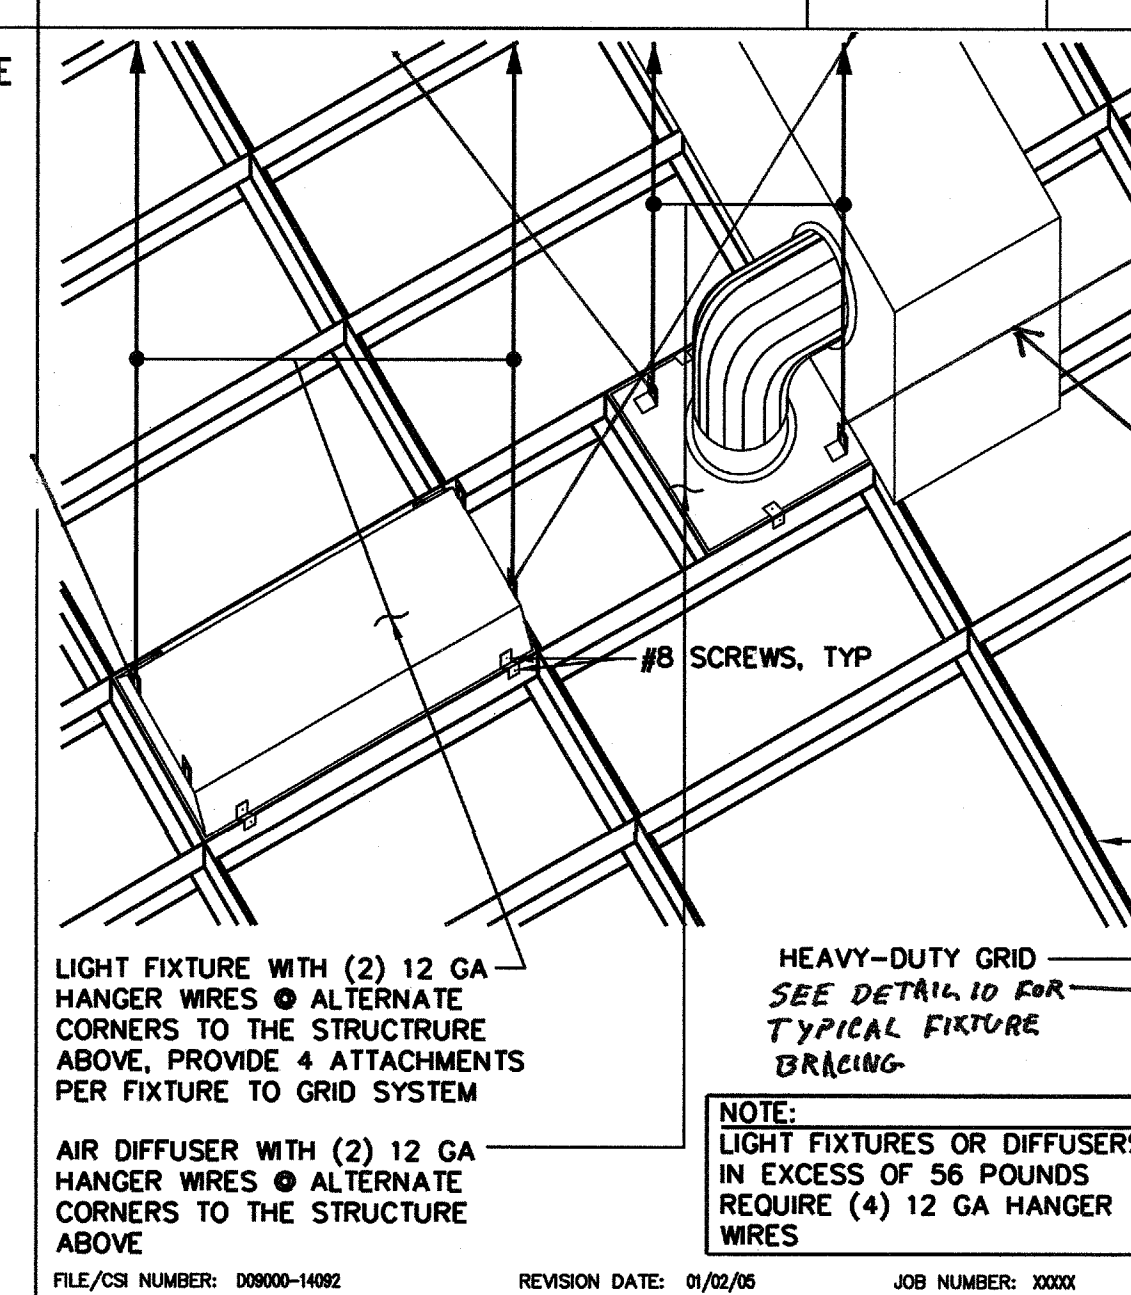 E
#8 SCREWS, TYP
LIGHT FIXTURE WITH (2) 12 GA
HANGER WIRES @ ALTERNATE
CORNERS TO THE STRUCTRURE
ABOVE, PROVIDE 4 ATTACHMENTS
PER FIXTURE TO GRID SYSTEM
AIR DIFFUSER WITH (2) 12 GA
HANGER WIRES @ ALTERNATE
CORNERS TO THE STRUCTURE
ABOVE
HEAVY-DUTY GRID
SEE DETAIL 10 FOR
TYPICAL FIXTURE
BRACING
NOTE:
LIGHT FIXTURES OR DIFFUSERS
IN EXCESS OF 56 POUNDS
REQUIRE (4) 12 GA HANGER
WIRES
FILE/CSI NUMBER: D09000-14092
REVISION DATE: 01/02/05
JOB NUMBER: XXXXX